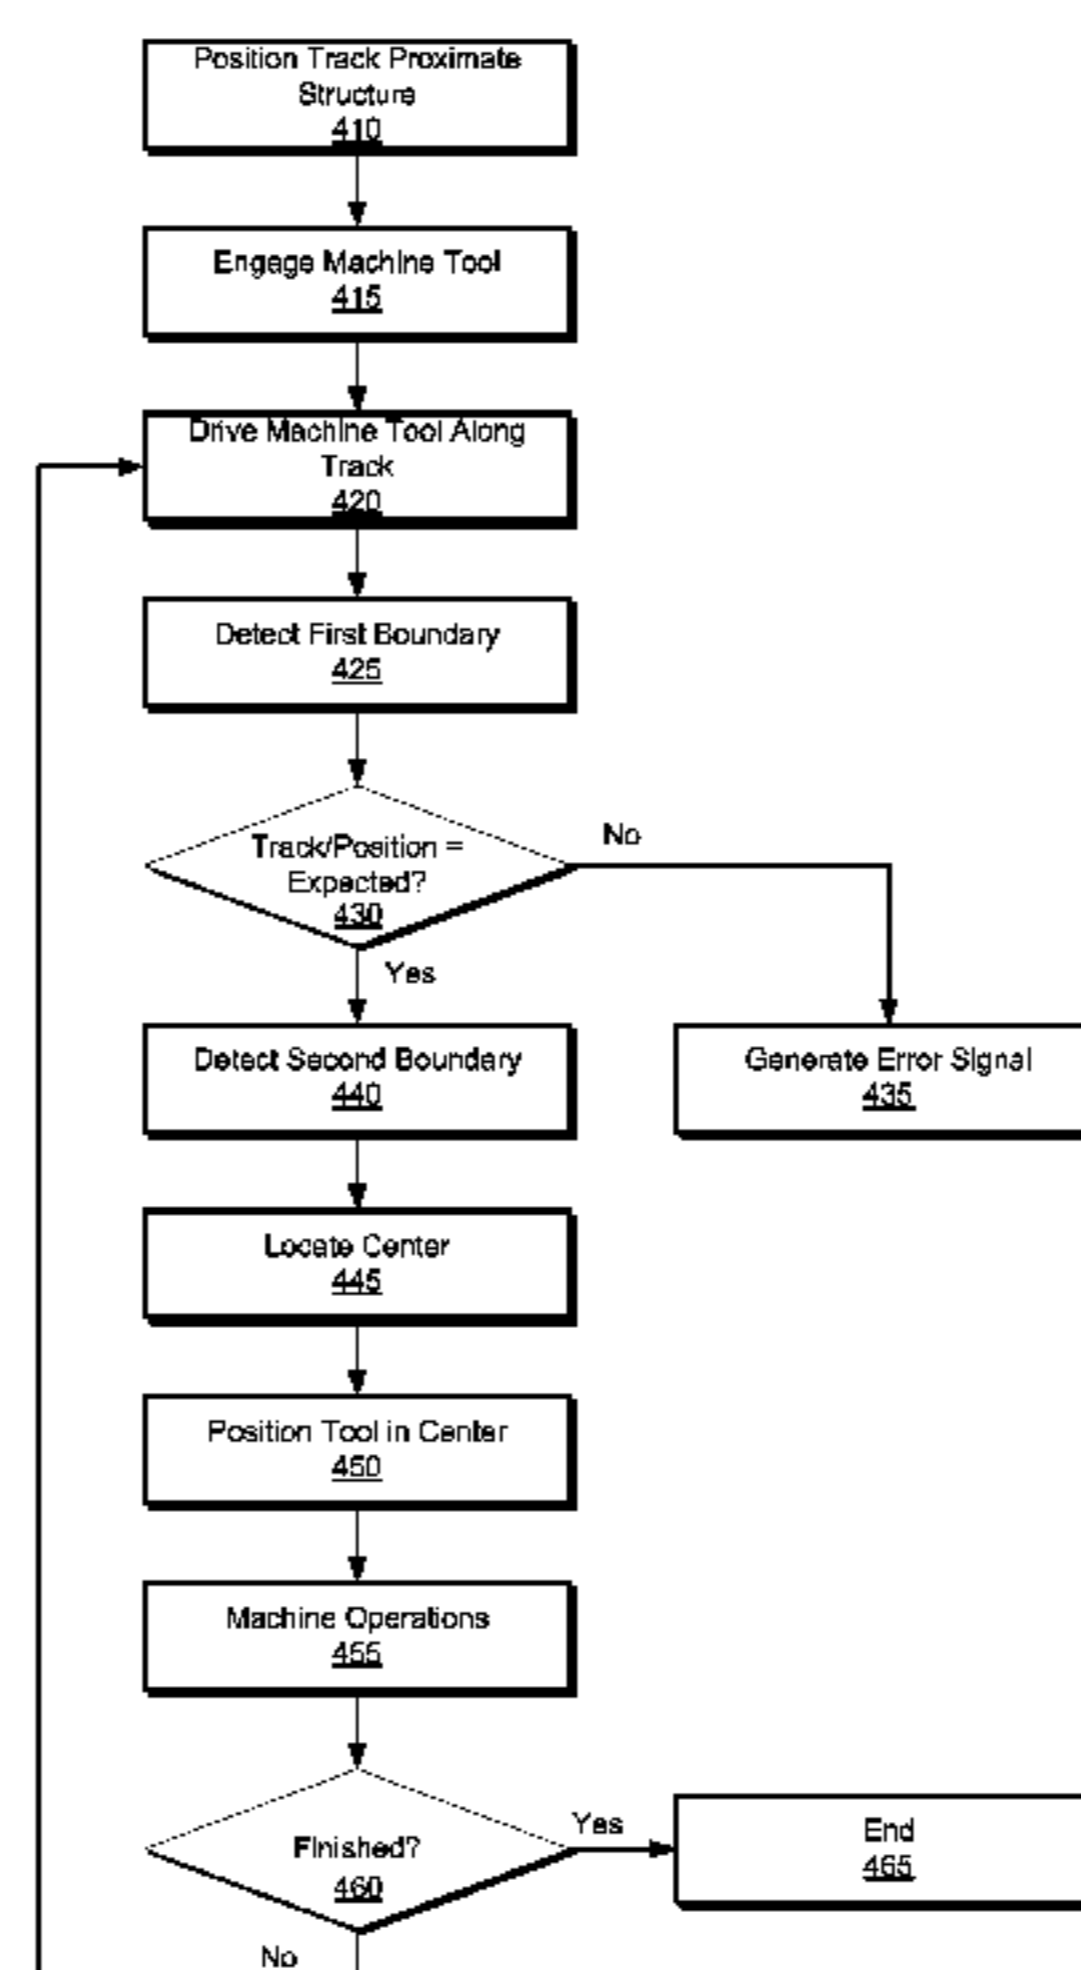 Position Track Proximate
Structure
410
Engage Machine Tool
415
Drive Machine Tool Along
Track
420
Detect First Boundary
425
Track/Position =
Expected?
430
No
Yes
Detect Second Boundary
440
Generate Error Signal
435
Locate Center
445
Position Tool in Center
450
Machine Operations
455
Finished?
460
Yes
End
465
No